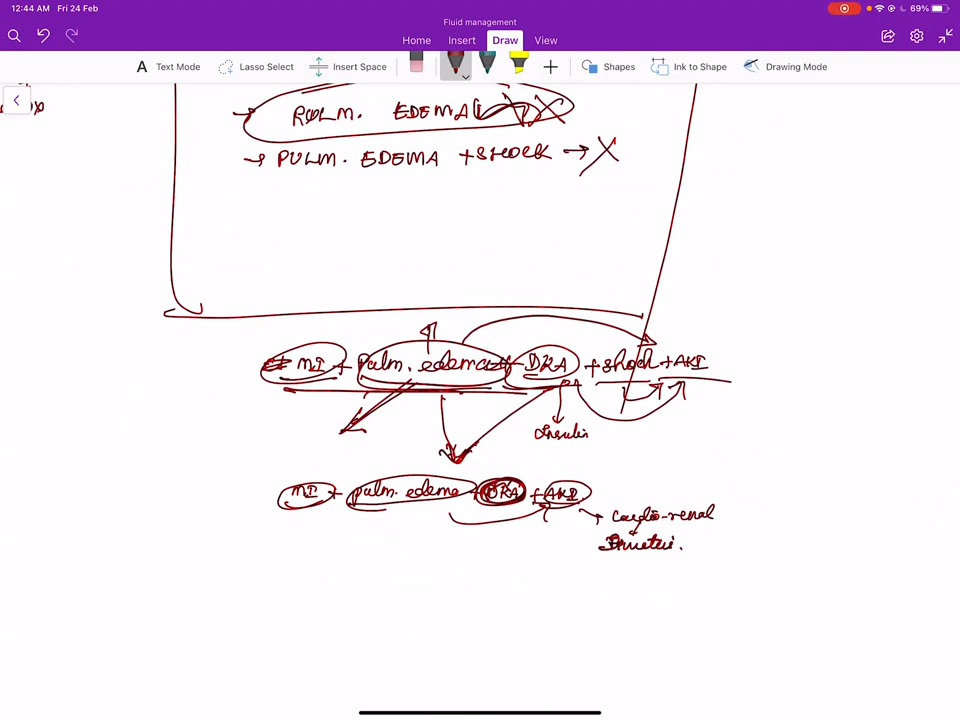 12:44 AM Fri 24 Feb
69%
Fluid management
Home Insert Draw View
Text Mode Lasso Select Insert Space Shapes Ink to Shape Drawing Mode
→ PULM. EDEMA X
→ PULM. EDEMA + SHOCK → X
MI + pulm. edema + DKA + shock + AKI
Insulin
MI + pulm. edema + DKA + AKI
→ Cardio-renal